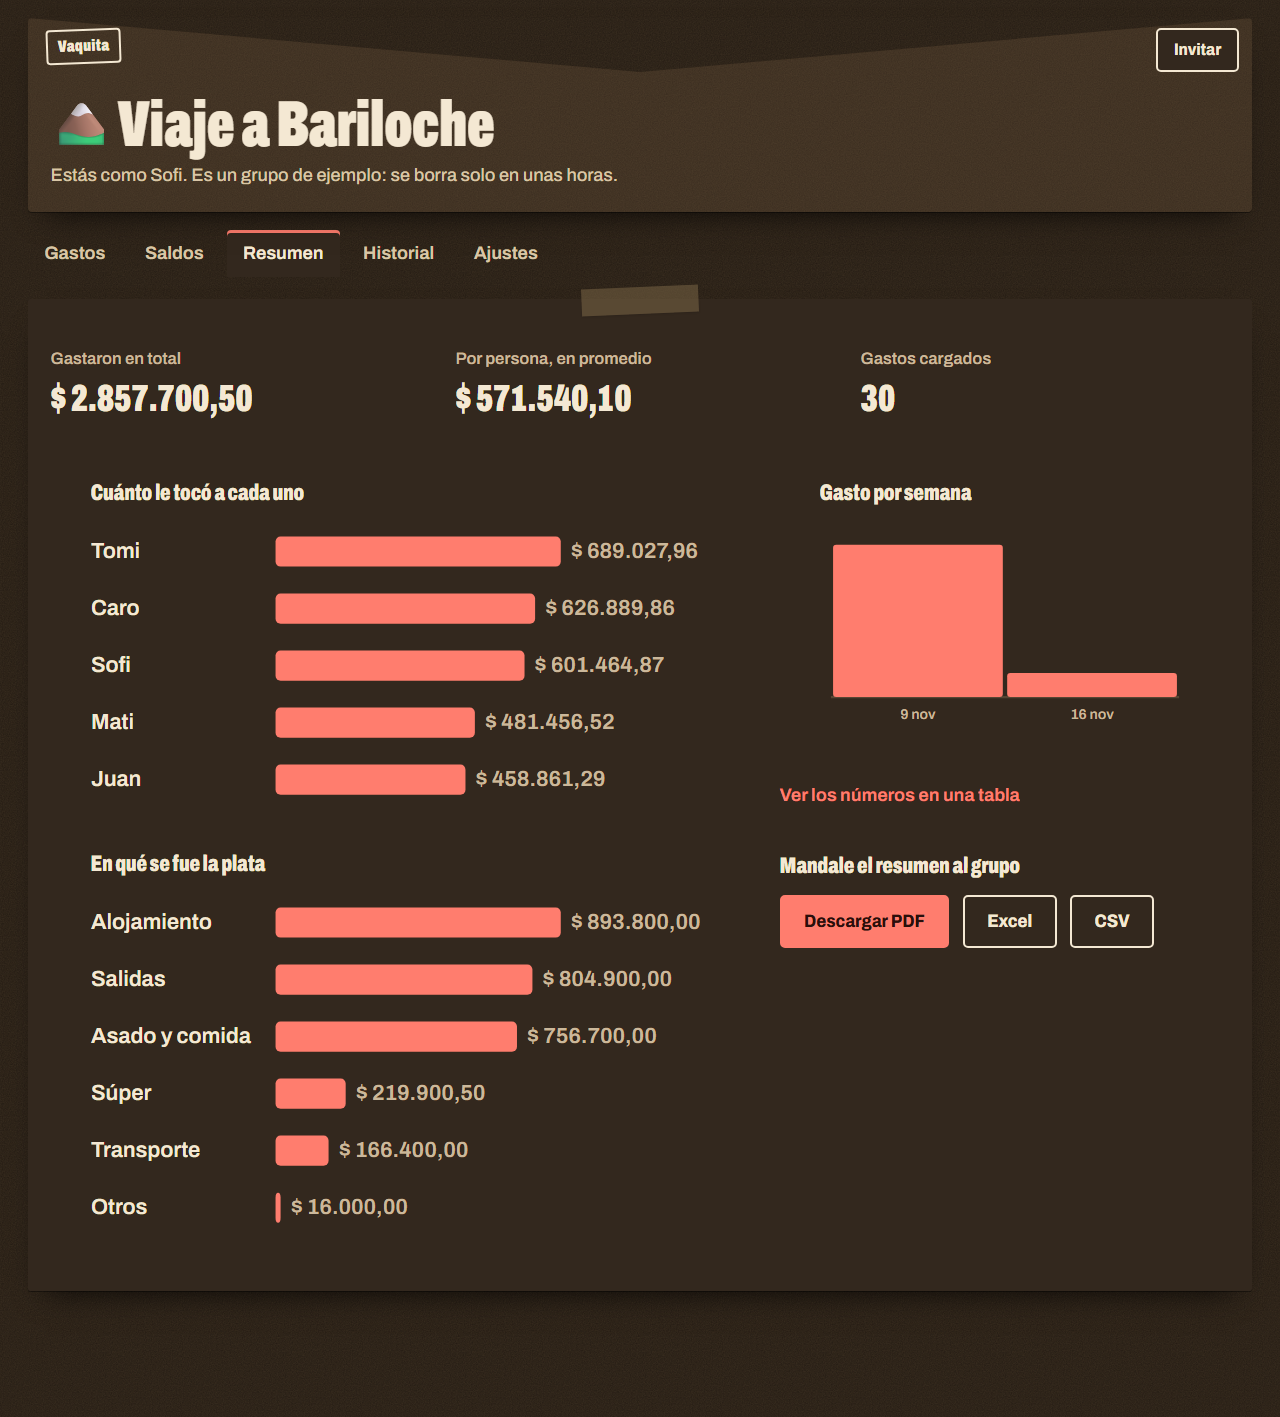 Vaquita
Invitar
Viaje a Bariloche
Estás como Sofi. Es un grupo de ejemplo: se borra solo en unas horas.
Gastos
Saldos
Resumen
Historial
Ajustes
Gastaron en total
$ 2.857.700,50
Por persona, en promedio
$ 571.540,10
Gastos cargados
30
Cuánto le tocó a cada uno
Tomi $ 689.027,96
Caro $ 626.889,86
Sofi $ 601.464,87
Mati $ 481.456,52
Juan $ 458.861,29
En qué se fue la plata
Alojamiento $ 893.800,00
Salidas $ 804.900,00
Asado y comida $ 756.700,00
Súper $ 219.900,50
Transporte $ 166.400,00
Otros $ 16.000,00
Gasto por semana
9 nov
16 nov
Ver los números en una tabla
Mandale el resumen al grupo
Descargar PDF
Excel
CSV